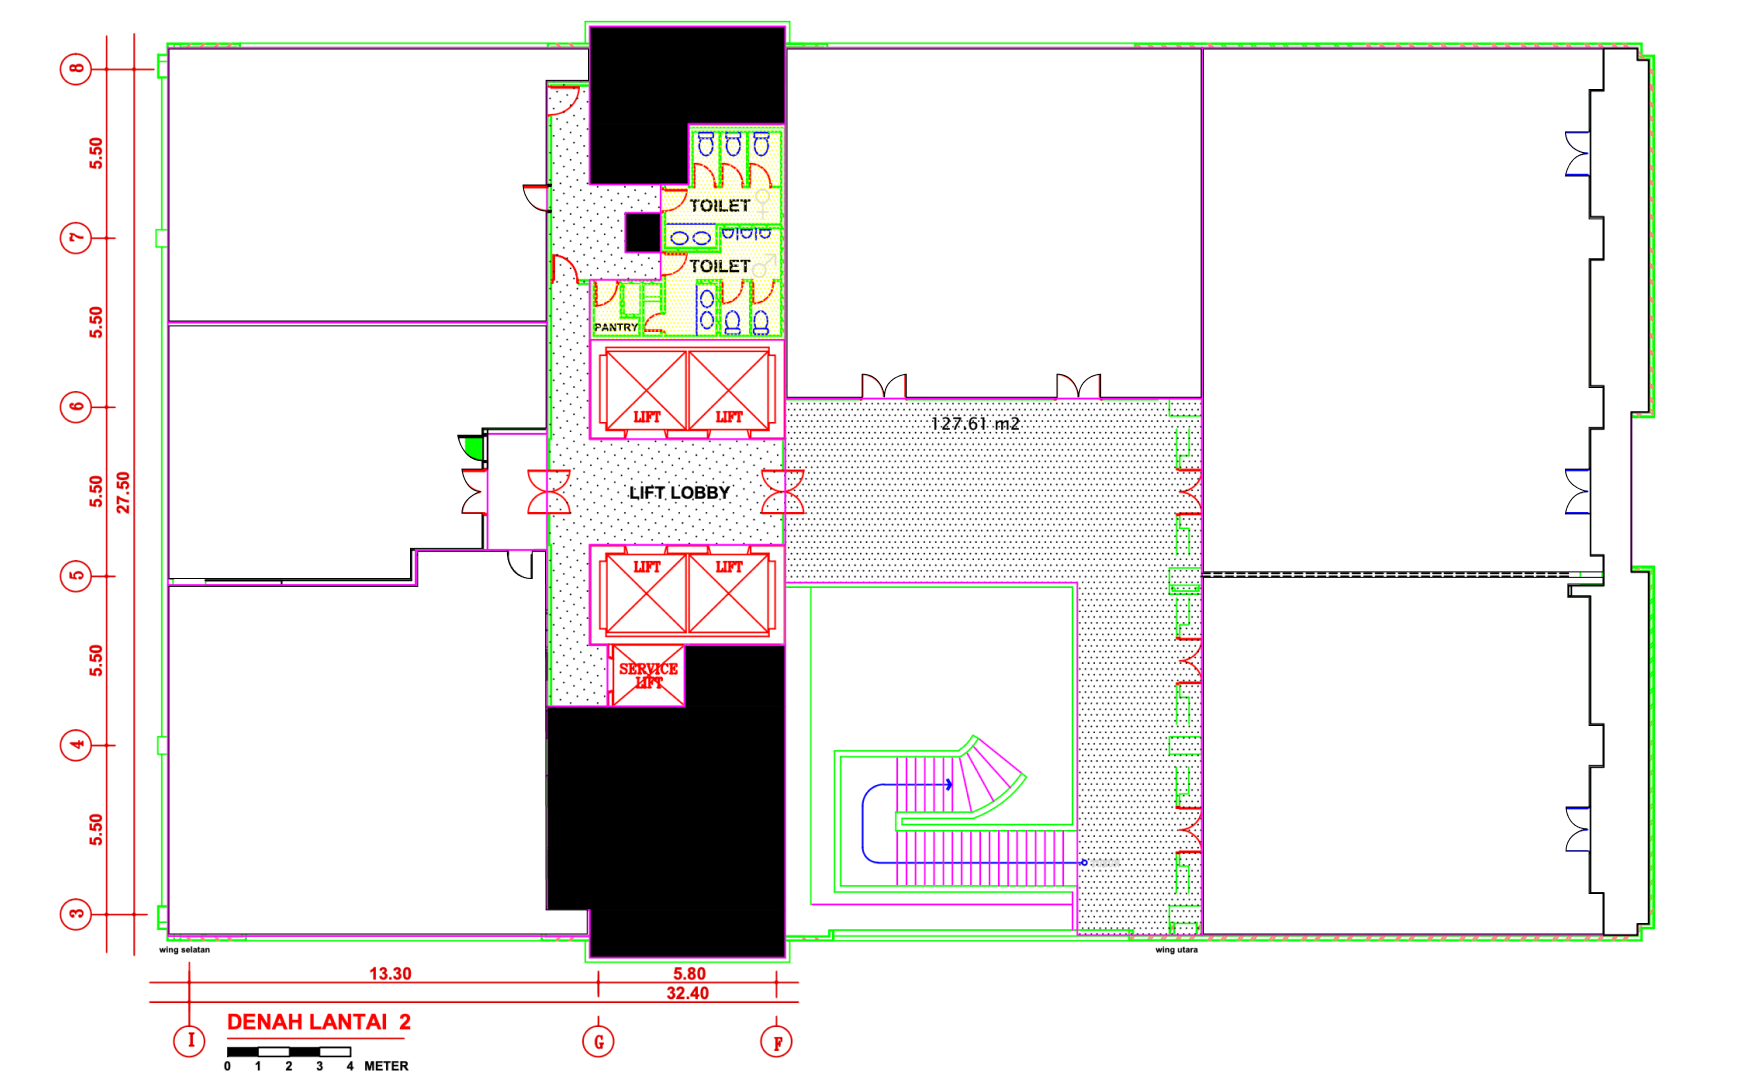 8
5.50
TOILET
7
TOILET
5.50
PANTRY
6
LIFT
LIFT
127.61 m2
5.50
27.50
LIFT LOBBY
LIFT
LIFT
5
5.50
SERVICE
LIFT
4
5.50
3
wing selatan
wing utara
13.30
5.80
32.40
DENAH LANTAI 2
I
G
F
0 1 2 3 4 METER